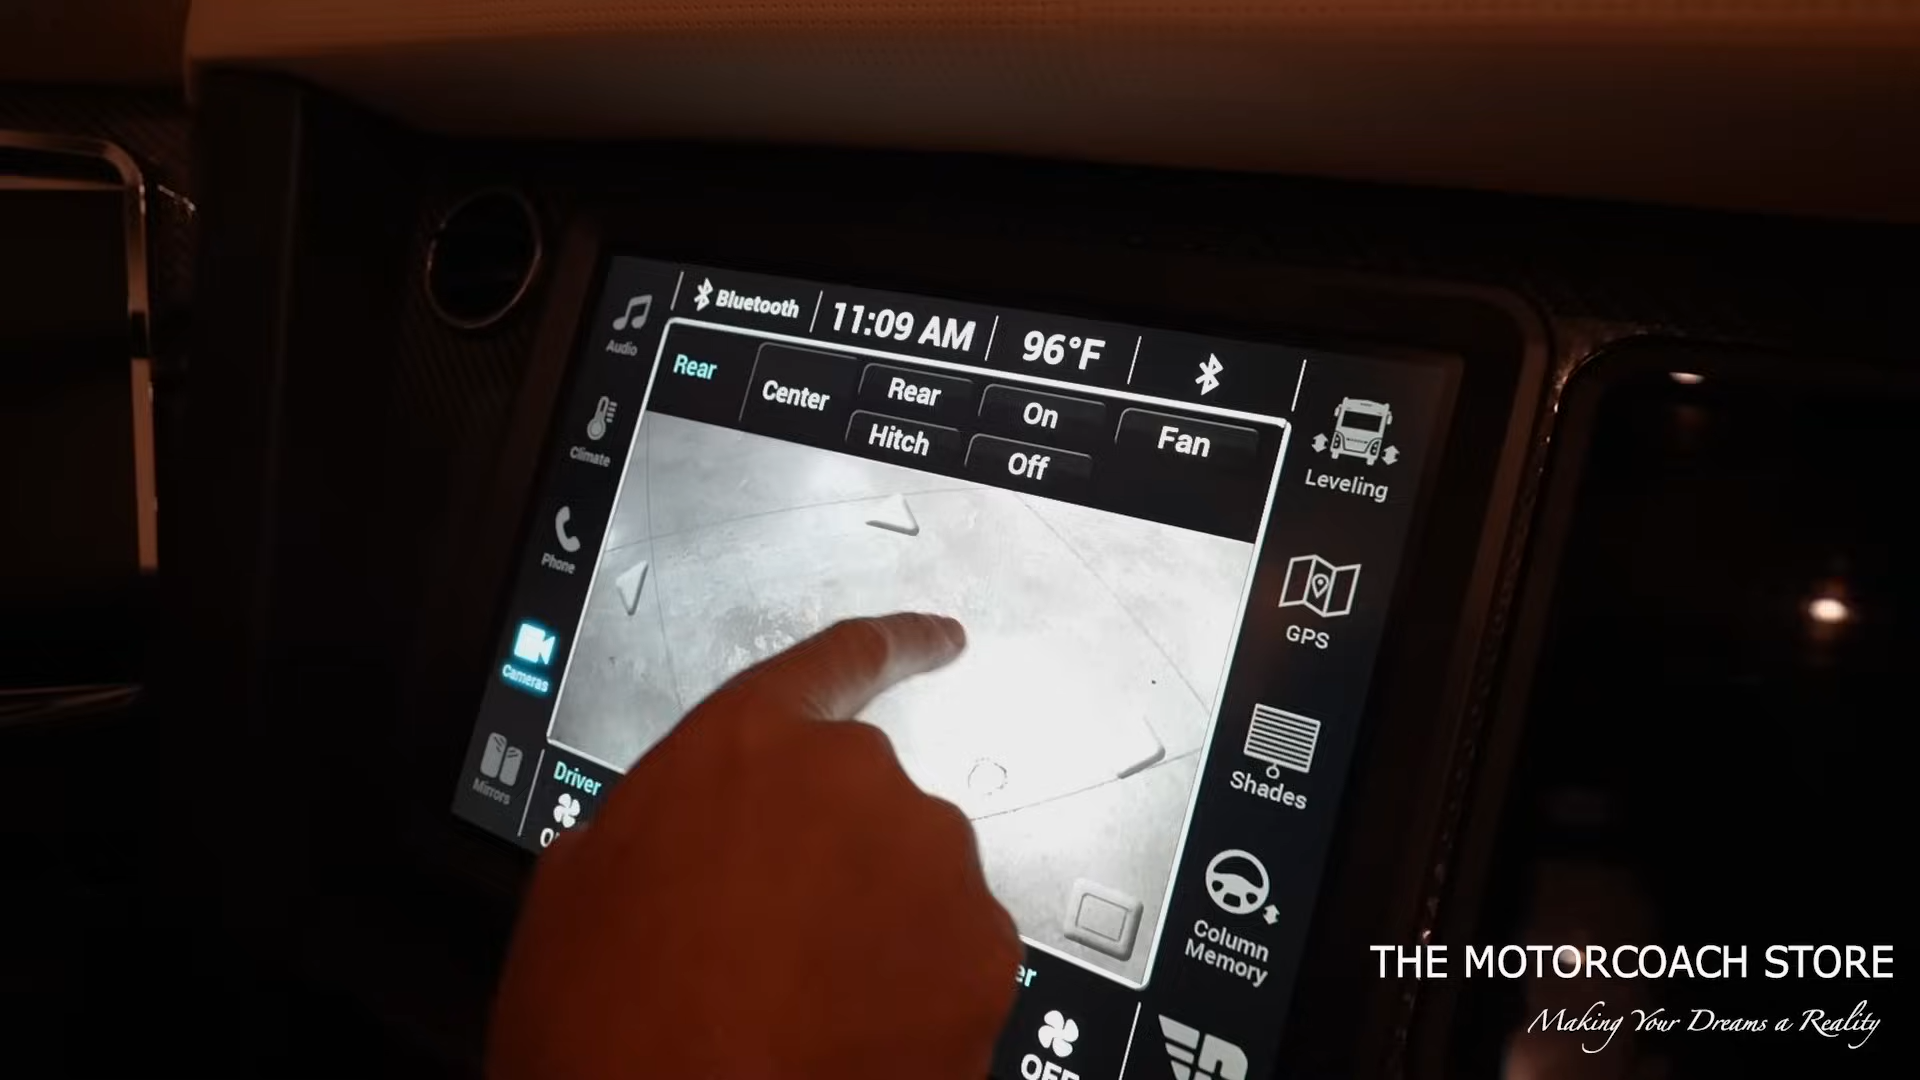 Bluetooth
11:09 AM
96°F
Audio
Climate
Phone
Cameras
Mirrors
Rear
Center
Rear
Hitch
On
Off
Fan
Leveling
GPS
Shades
Column
Memory
Driver
OFF
THE MOTORCOACH STORE
Making Your Dreams a Reality